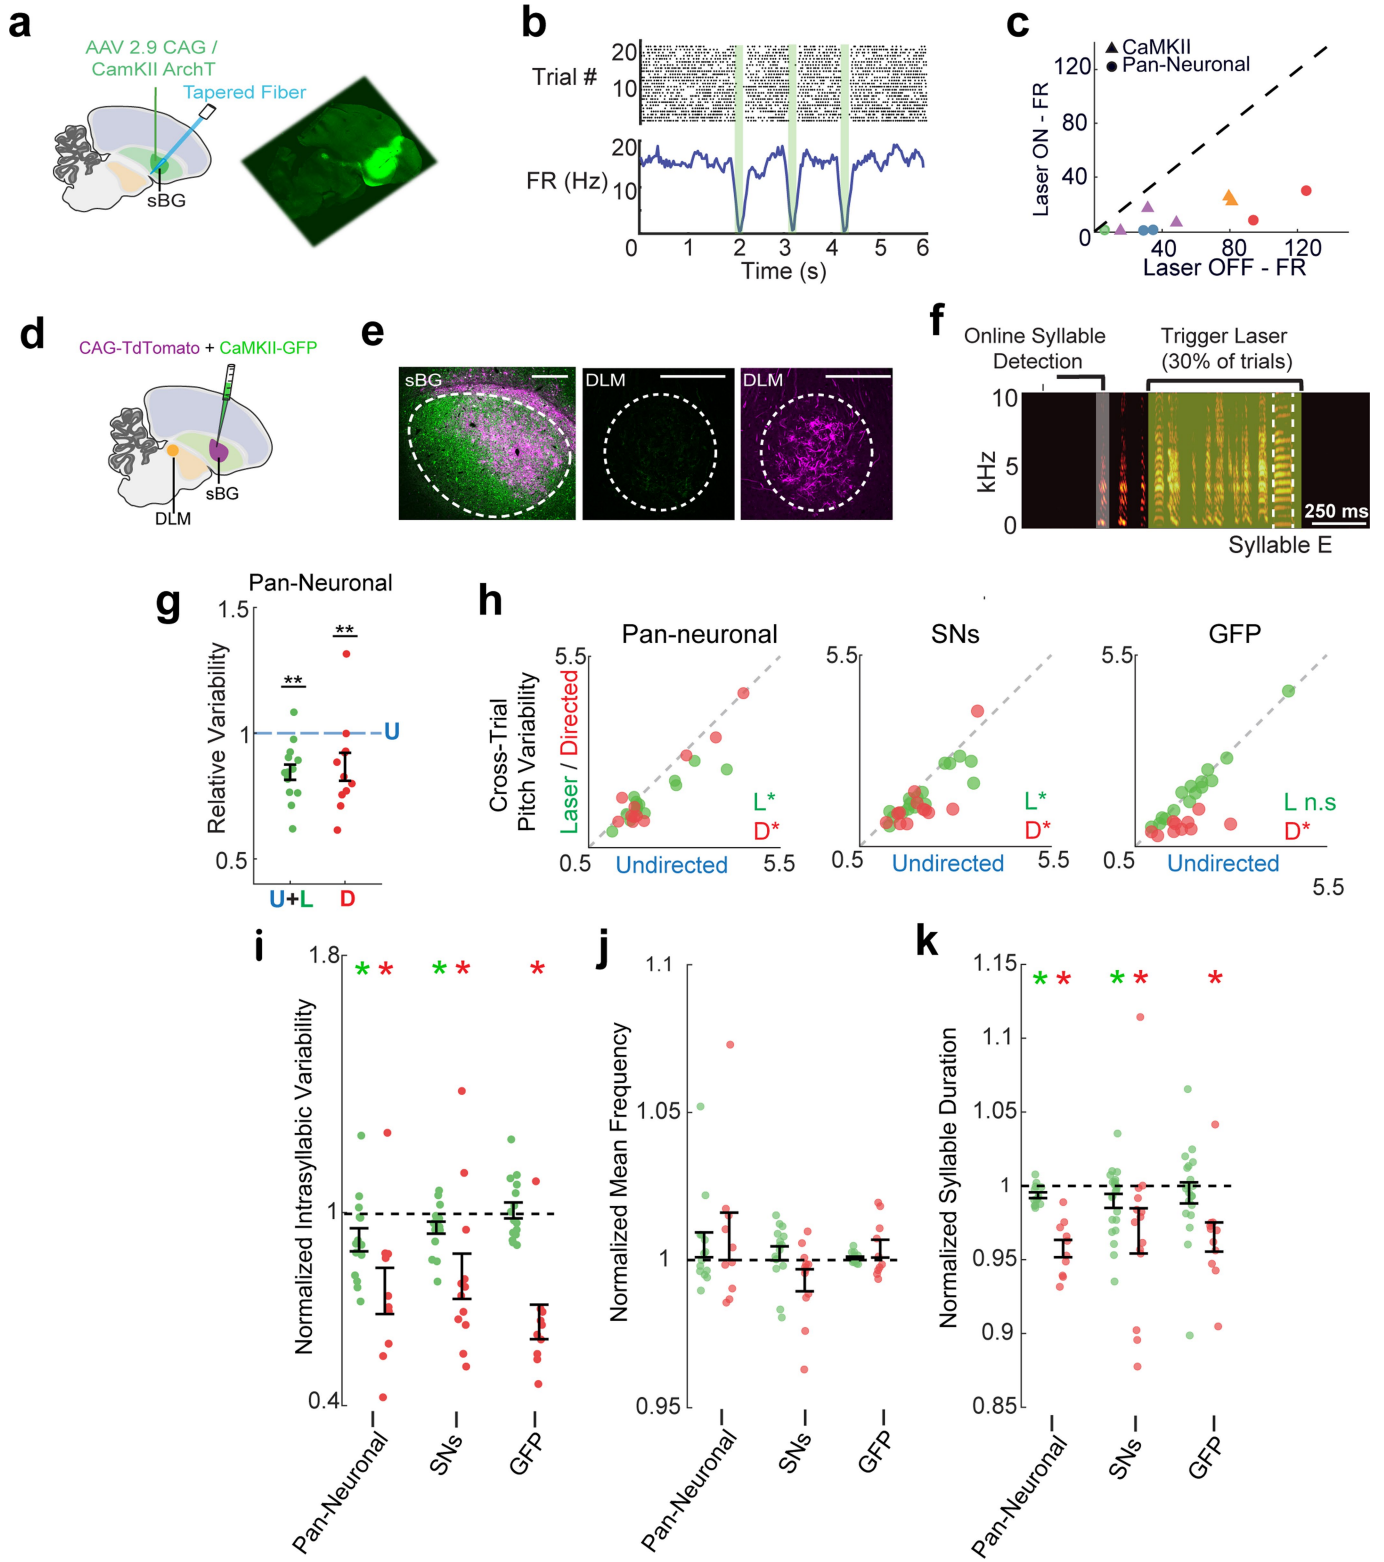 a
AAV 2.9 CAG /
CamKII ArchT
Tapered Fiber
sBG
b
20
Trial #
10
20
FR (Hz)
10
0
1
2
3
4
5
6
Time (s)
c
CaMKII
Pan-Neuronal
120
80
40
0
40
80
120
Laser ON - FR
Laser OFF - FR
d
CAG-TdTomato + CaMKII-GFP
sBG
DLM
e
sBG
DLM
DLM
f
Online Syllable
Detection
Trigger Laser
(30% of trials)
10
5
0
kHz
250 ms
Syllable E
g
Pan-Neuronal
1.5
1
0.5
Relative Variability
**
**
U
U+L
D
h
Cross-Trial
Pitch Variability
Laser / Directed
Pan-neuronal
5.5
L*
D*
0.5
Undirected
5.5
SNs
5.5
L*
D*
0.5
Undirected
5.5
GFP
5.5
L n.s
D*
0.5
Undirected
5.5
i
1.8
1
0.4
Normalized Intrasyllabic Variability
* *
* *
*
Pan-Neuronal
SNs
GFP
j
1.1
1.05
1
0.95
Normalized Mean Frequency
Pan-Neuronal
SNs
GFP
k
1.15
1.1
1.05
1
0.95
0.9
0.85
Normalized Syllable Duration
* *
* *
*
Pan-Neuronal
SNs
GFP